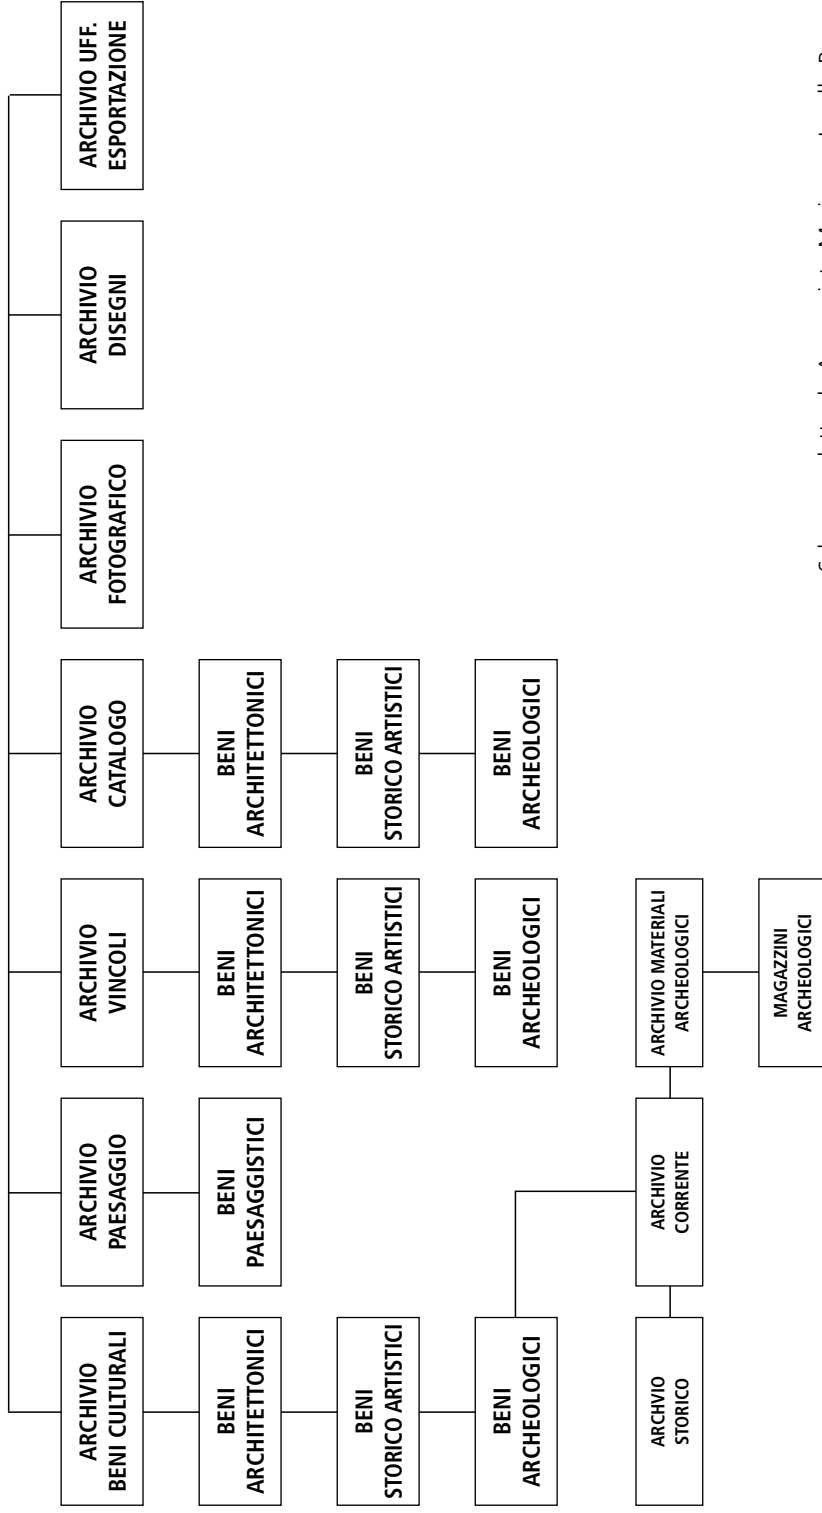 ARCHIVIO
BENI CULTURALI
ARCHIVIO
PAESAGGIO
ARCHIVIO
VINCOLI
ARCHIVIO
CATALOGO
ARCHIVIO
FOTOGRAFICO
ARCHIVIO
DISEGNI
ARCHIVIO UFF.
ESPORTAZIONE
BENI
ARCHITETTONICI
BENI
PAESAGGISTICI
BENI
ARCHITETTONICI
BENI
ARCHITETTONICI
BENI
STORICO ARTISTICI
BENI
STORICO ARTISTICI
BENI
STORICO ARTISTICI
BENI
ARCHEOLOGICI
BENI
ARCHEOLOGICI
BENI
ARCHEOLOGICI
ARCHVIO
STORICO
ARCHIVIO
CORRENTE
ARCHIVIO MATERIALI
ARCHEOLOGICI
MAGAZZINI
ARCHEOLOGICI